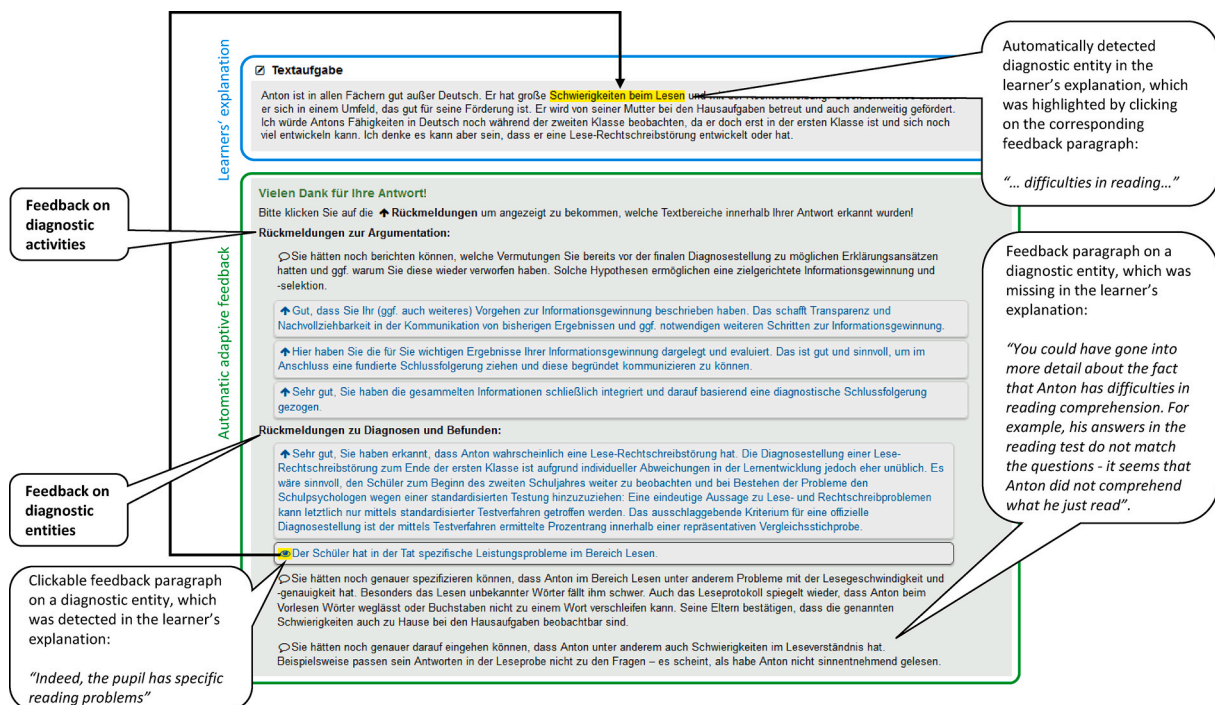 Learners' explanation
Textaufgabe
Anton ist in allen Fächern gut außer Deutsch. Er hat große Schwierigkeiten beim Lesen und
er sich in einem Umfeld, das gut für seine Förderung ist. Er wird von seiner Mutter bei den Hausaufgaben betreut und auch anderweitig gefördert.
Ich würde Antons Fähigkeiten in Deutsch noch während der zweiten Klasse beobachten, da er doch erst in der ersten Klasse ist und sich noch
viel entwickeln kann. Ich denke es kann aber sein, dass er eine Lese-Rechtschreibstörung entwickelt oder hat.
Automatically detected
diagnostic entity in the
learner's explanation, which
was highlighted by clicking
on the corresponding
feedback paragraph:
"... difficulties in reading..."
Automatic adaptive feedback
Vielen Dank für Ihre Antwort!
Bitte klicken Sie auf die Rückmeldungen um angezeigt zu bekommen, welche Textbereiche innerhalb Ihrer Antwort erkannt wurden!
Feedback on
diagnostic
activities
Rückmeldungen zur Argumentation:
Sie hätten noch berichten können, welche Vermutungen Sie bereits vor der finalen Diagnosestellung zu möglichen Erklärungsansätzen
hatten und ggf. warum Sie diese wieder verworfen haben. Solche Hypothesen ermöglichen eine zielgerichtete Informationsgewinnung und
-selektion.
Gut, dass Sie Ihr (ggf. auch weiteres) Vorgehen zur Informationsgewinnung beschrieben haben. Das schafft Transparenz und
Nachvollziehbarkeit in der Kommunikation von bisherigen Ergebnissen und ggf. notwendigen weiteren Schritten zur Informationsgewinnung.
Hier haben Sie die für Sie wichtigen Ergebnisse Ihrer Informationsgewinnung dargelegt und evaluiert. Das ist gut und sinnvoll, um im
Anschluss eine fundierte Schlussfolgerung ziehen und diese begründet kommunizieren zu können.
Sehr gut, Sie haben die gesammelten Informationen schließlich integriert und darauf basierend eine diagnostische Schlussfolgerung
gezogen.
Feedback on
diagnostic
entities
Rückmeldungen zu Diagnosen und Befunden:
Sehr gut, Sie haben erkannt, dass Anton wahrscheinlich eine Lese-Rechtschreibstörung hat. Die Diagnosestellung einer Lese-
Rechtschreibstörung zum Ende der ersten Klasse ist aufgrund individueller Abweichungen in der Lernentwicklung jedoch eher unüblich. Es
wäre sinnvoll, den Schüler zum Beginn des zweiten Schuljahres weiter zu beobachten und bei Bestehen der Probleme den
Schulpsychologen wegen einer standardisierten Testung hinzuzuziehen: Eine eindeutige Aussage zu Lese- und Rechtschreibproblemen
kann letztlich nur mittels standardisierter Testverfahren getroffen werden. Das ausschlaggebende Kriterium für eine offizielle
Diagnosestellung ist der mittels Testverfahren ermittelte Prozentrang innerhalb einer repräsentativen Vergleichsstichprobe.
Der Schüler hat in der Tat spezifische Leistungsprobleme im Bereich Lesen.
Sie hätten noch genauer spezifizieren können, dass Anton im Bereich Lesen unter anderem Probleme mit der Lesegeschwindigkeit und
-genauigkeit hat. Besonders das Lesen unbekannter Wörter fällt ihm schwer. Auch das Leseprotokoll spiegelt wieder, dass Anton beim
Vorlesen Wörter weglässt oder Buchstaben nicht zu einem Wort verschleifen kann. Seine Eltern bestätigen, dass die genannten
Schwierigkeiten auch zu Hause bei den Hausaufgaben beobachtbar sind.
Sie hätten noch genauer darauf eingehen können, dass Anton unter anderem auch Schwierigkeiten im Leseverständnis hat.
Beispielsweise passen sein Antworten in der Leseprobe nicht zu den Fragen – es scheint, als habe Anton nicht sinnentnehmend gelesen.
Feedback paragraph on a
diagnostic entity, which was
missing in the learner's
explanation:
"You could have gone into
more detail about the fact
that Anton has difficulties in
reading comprehension. For
example, his answers in the
reading test do not match
the questions - it seems that
Anton did not comprehend
what he just read".
Clickable feedback paragraph
on a diagnostic entity, which
was detected in the learner's
explanation:
"Indeed, the pupil has specific
reading problems"